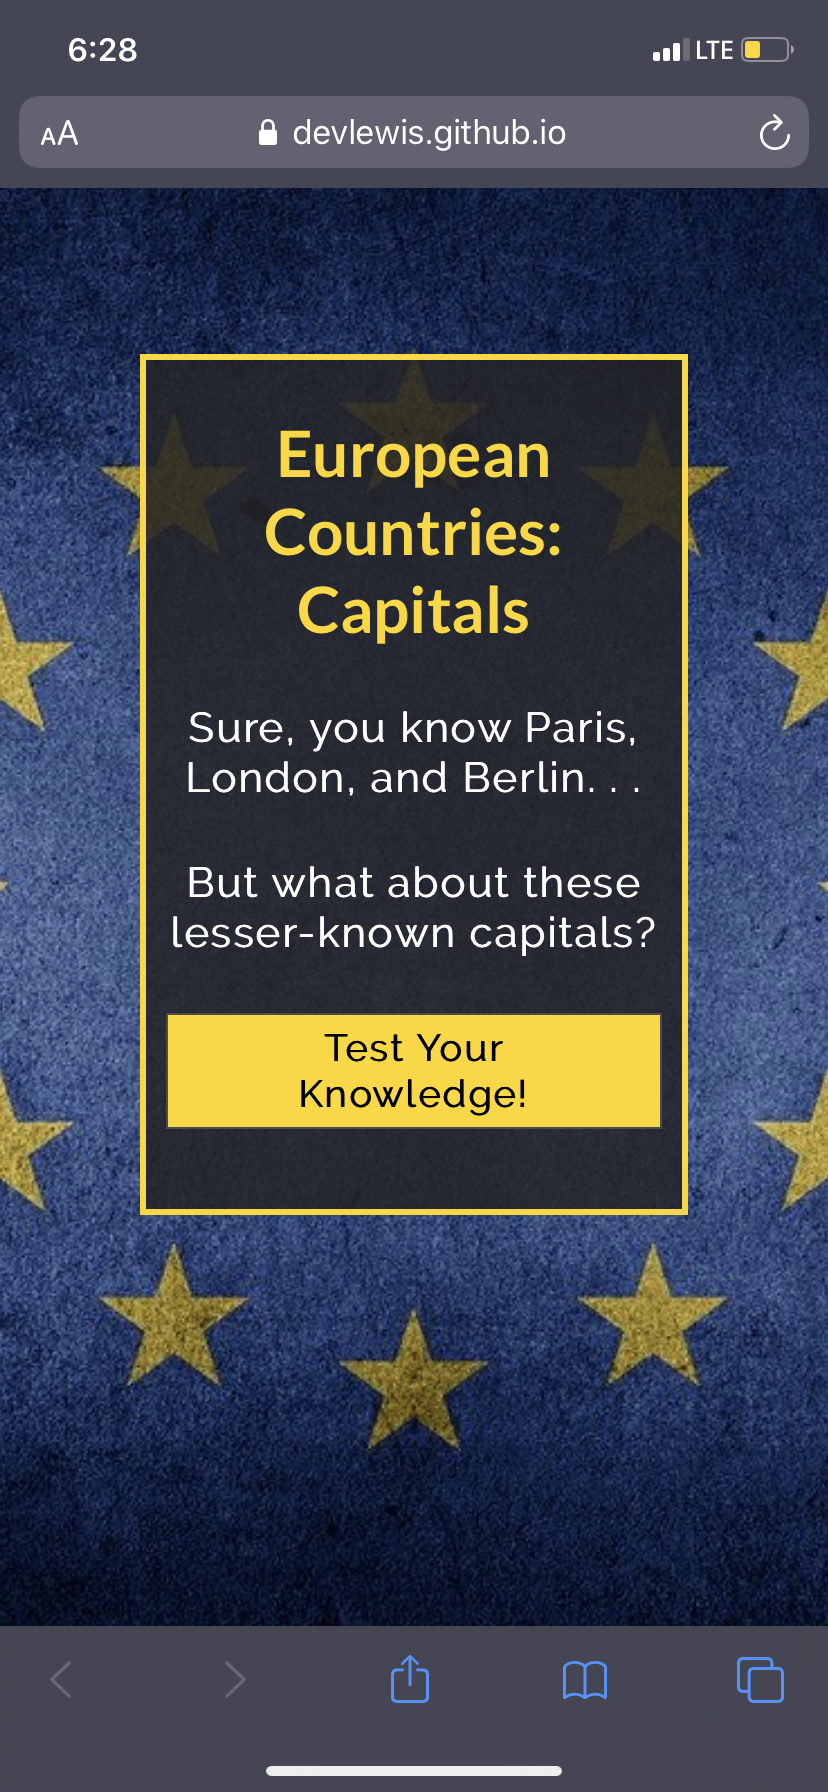 6:28
LTE
AA
devlewis.github.io
European
Countries:
Capitals
Sure, you know Paris,
London, and Berlin. . .
But what about these
lesser-known capitals?
Test Your
Knowledge!